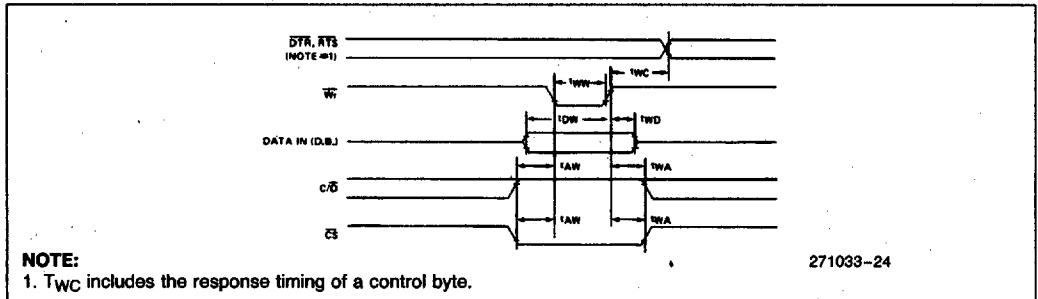 DTR, RTS
(NOTE #1)
tWC
tWW
Wr
tDW
tWD
DATA IN (D.B.)
tAW
tWA
C/D
tAW
tWA
CS
NOTE:
1. TWC includes the response timing of a control byte.
271033–24